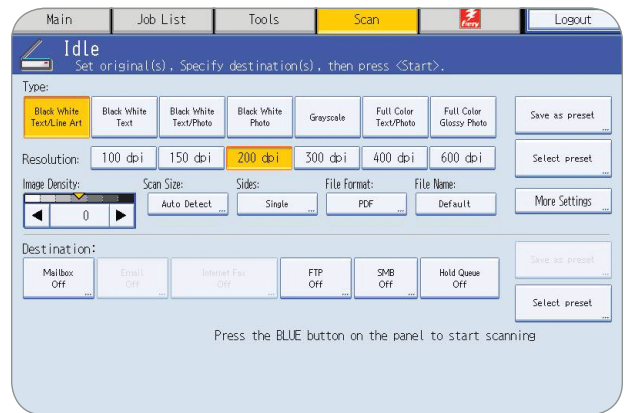 Main Job List Tools Scan Fiery Logout
Idle
Set original(s), Specify destination(s), then press <Start>.
Type:
Black White Text/Line Art
Black White Text
Black White Text/Photo
Black White Photo
Grayscale
Full Color Text/Photo
Full Color Glossy Photo
Save as preset ...
Resolution: 100 dpi 150 dpi 200 dpi 300 dpi 400 dpi 600 dpi
Select preset ...
Image Density: Scan Size: Sides: File Format: File Name:
0 Auto Detect ... Single ... PDF ... Default
More Settings ...
Destination:
Mailbox Off ...
Email Off ...
Internet Fax Off ...
FTP Off ...
SMB Off ...
Hold Queue Off
Save as preset ...
Select preset ...
Press the BLUE button on the panel to start scanning